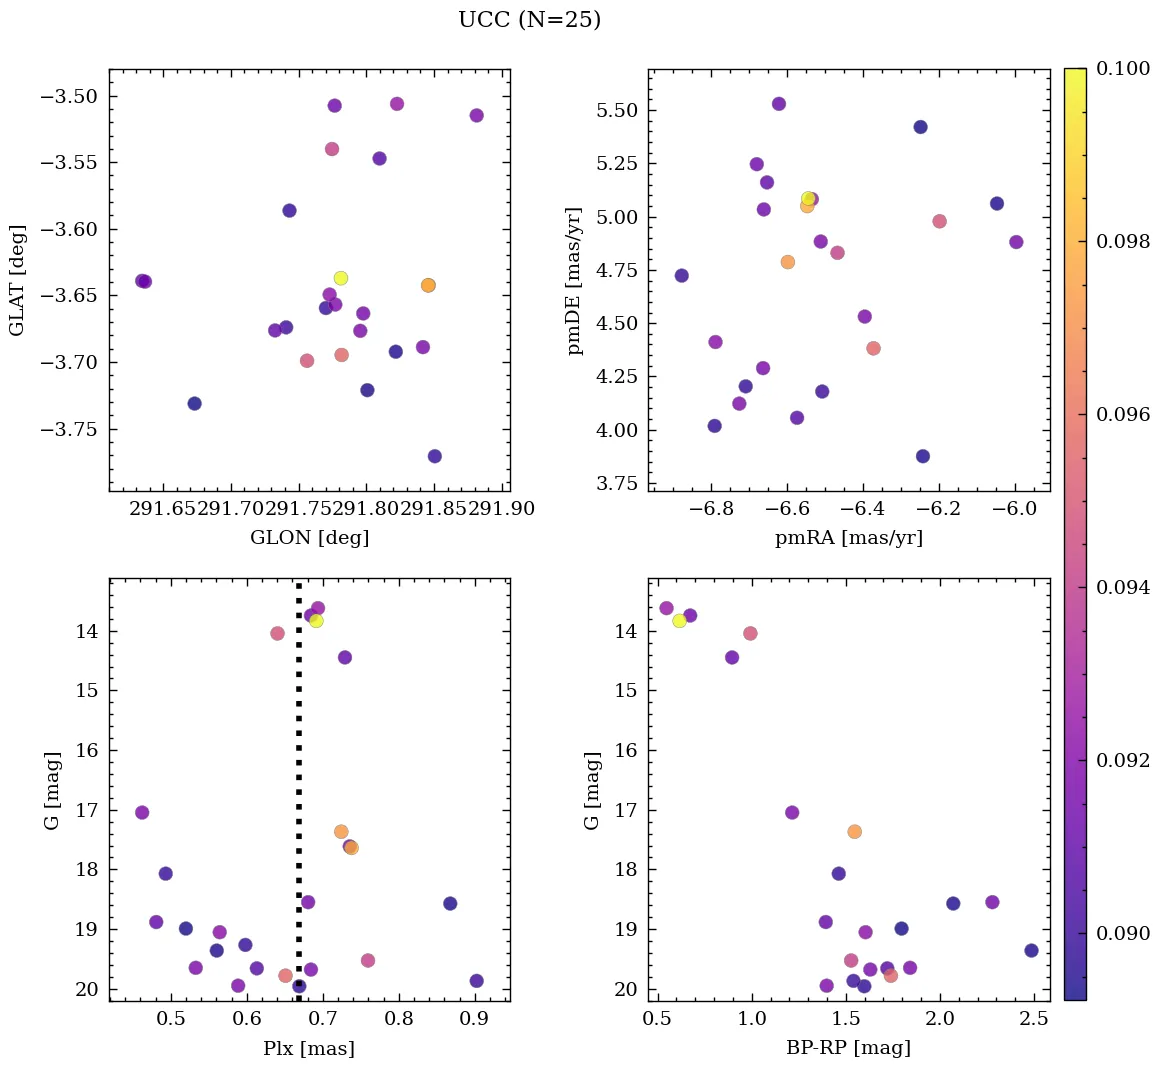 UCC (N=25)
−3.50
−3.55
−3.60
−3.65
−3.70
−3.75
GLAT [deg]
291.65 291.70 291.75 291.80 291.85 291.90
GLON [deg]
5.50
5.25
5.00
4.75
4.50
4.25
4.00
3.75
pmDE [mas/yr]
−6.8 −6.6 −6.4 −6.2 −6.0
pmRA [mas/yr]
0.100
0.098
0.096
0.094
0.092
0.090
14
15
16
17
18
19
20
G [mag]
0.5 0.6 0.7 0.8 0.9
Plx [mas]
14
15
16
17
18
19
20
G [mag]
0.5 1.0 1.5 2.0 2.5
BP-RP [mag]